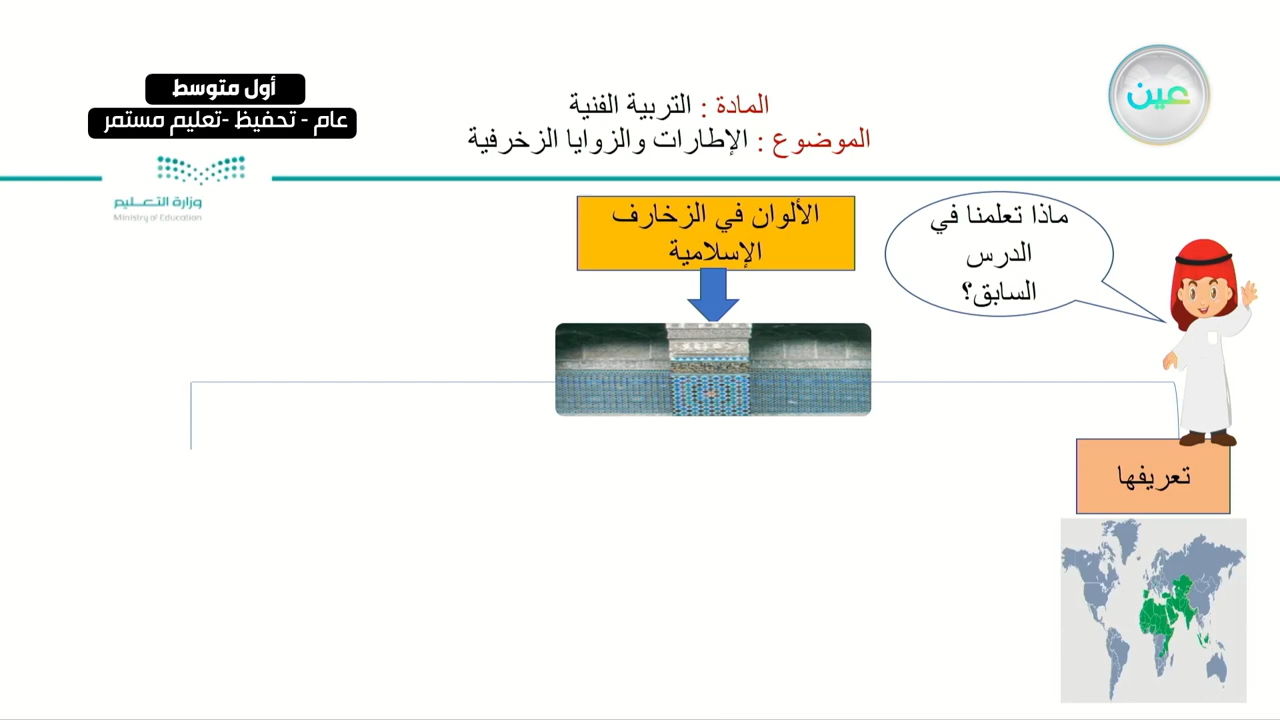 عين
المادة : التربية الفنية
الموضوع : الإطارات والزوايا الزخرفية
أول متوسط
عام - تحفيظ -تعليم مستمر
وزارة التعـــليم
Ministry of Education
ماذا تعلمنا في
الدرس
السابق؟
الألوان في الزخارف
الإسلامية
تعريفها